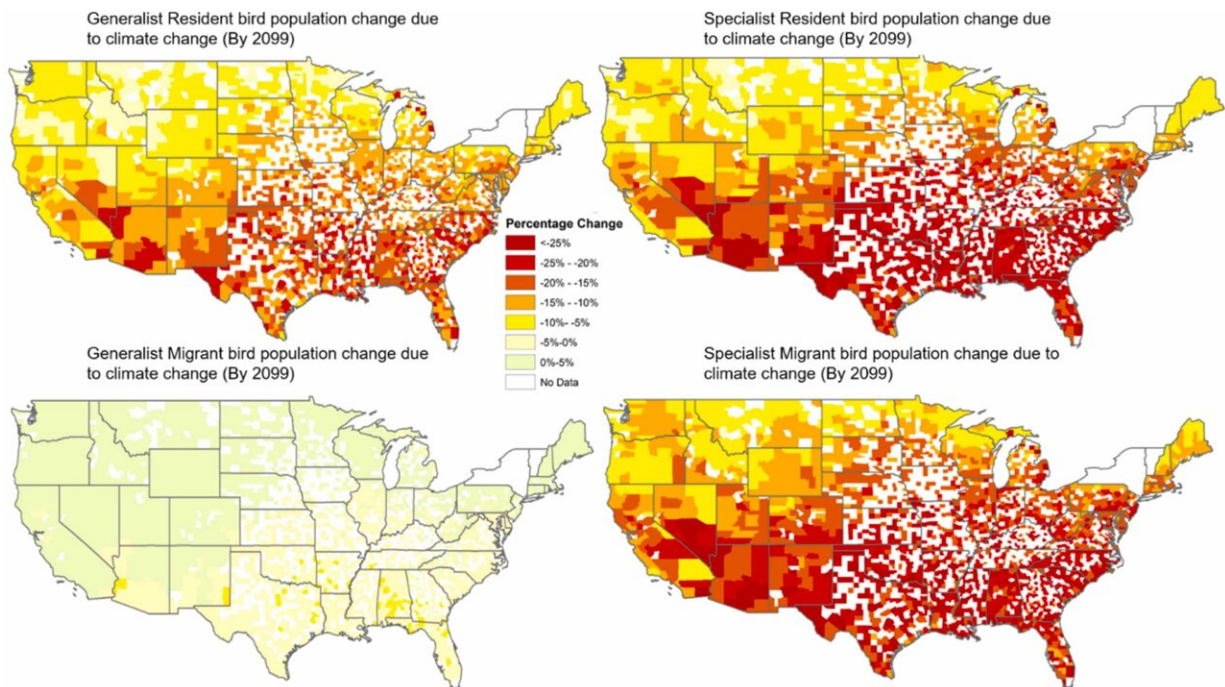 Generalist Resident bird population change due
to climate change (By 2099)
Specialist Resident bird population change due
to climate change (By 2099)
Percentage Change
<-25%
-25% - -20%
-20% - -15%
-15% - -10%
-10%- -5%
-5%-0%
0%-5%
No Data
Generalist Migrant bird population change due
to climate change (By 2099)
Specialist Migrant bird population change due to
climate change (By 2099)